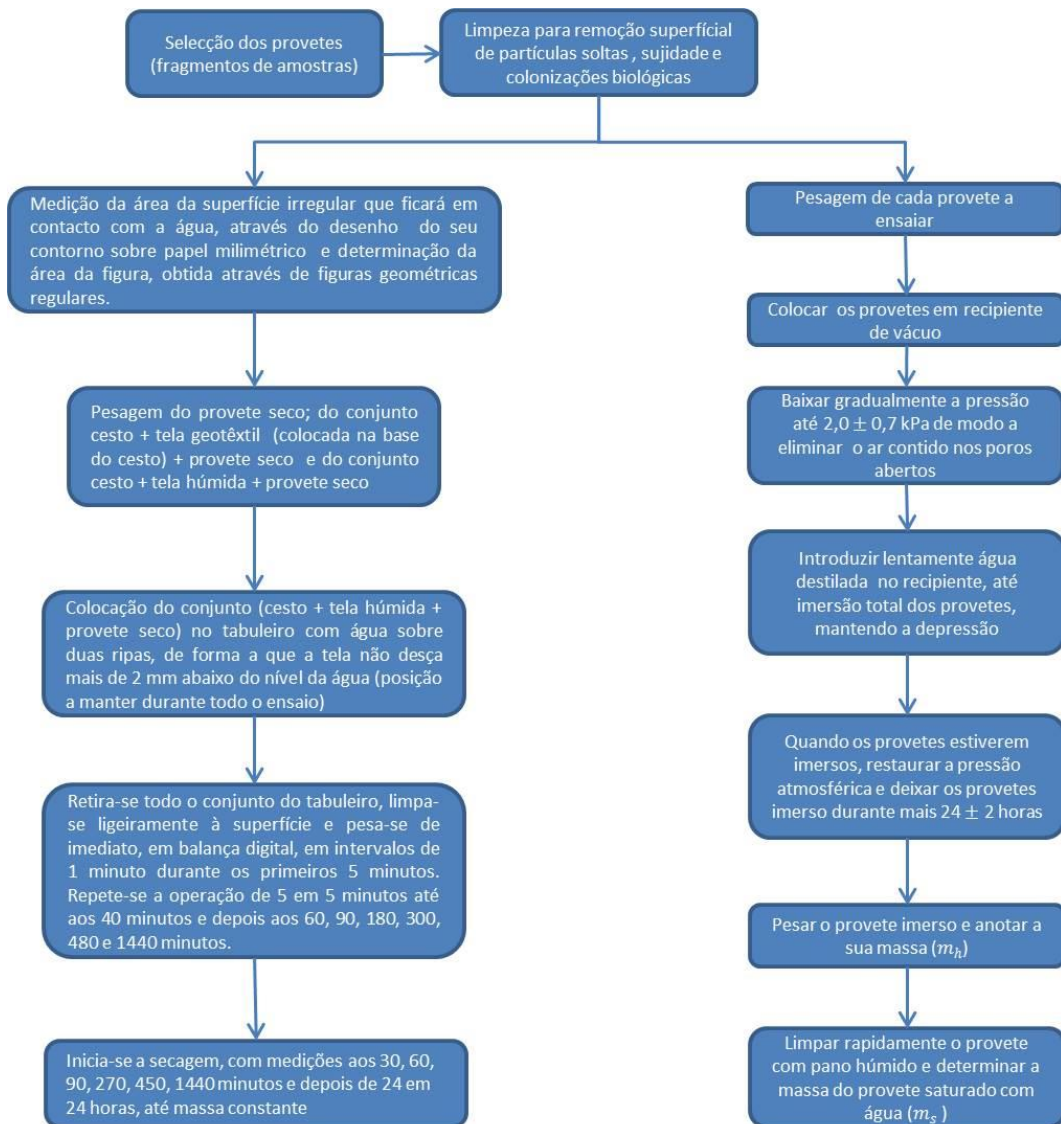 Selecção dos provetes
(fragmentos de amostras)
Limpeza para remoção superfícial
de partículas soltas , sujidade e
colonizações biológicas
Medição da área da superfície irregular que ficará em
contacto com a água, através do desenho do seu
contorno sobre papel milimétrico e determinação da
área da figura, obtida através de figuras geométricas
regulares.
Pesagem do provete seco; do conjunto
cesto + tela geotêxtil (colocada na base
do cesto) + provete seco e do conjunto
cesto + tela húmida + provete seco
Colocação do conjunto (cesto + tela húmida +
provete seco) no tabuleiro com água sobre
duas ripas, de forma a que a tela não desça
mais de 2 mm abaixo do nível da água (posição
a manter durante todo o ensaio)
Retira-se todo o conjunto do tabuleiro, limpa-
se ligeiramente à superfície e pesa-se de
imediato, em balança digital, em intervalos de
1 minuto durante os primeiros 5 minutos.
Repete-se a operação de 5 em 5 minutos até
aos 40 minutos e depois aos 60, 90, 180, 300,
480 e 1440 minutos.
Inicia-se a secagem, com medições aos 30, 60,
90, 270, 450, 1440 minutos e depois de 24 em
24 horas, até massa constante
Pesagem de cada provete a
ensaiar
Colocar os provetes em recipiente
de vácuo
Baixar gradualmente a pressão
até 2,0 ± 0,7 kPa de modo a
eliminar o ar contido nos poros
abertos
Introduzir lentamente água
destilada no recipiente, até
imersão total dos provetes,
mantendo a depressão
Quando os provetes estiverem
imersos, restaurar a pressão
atmosférica e deixar os provetes
imerso durante mais 24 ± 2 horas
Pesar o provete imerso e anotar a
sua massa (m_h)
Limpar rapidamente o provete
com pano húmido e determinar a
massa do provete saturado com
água (m_s )